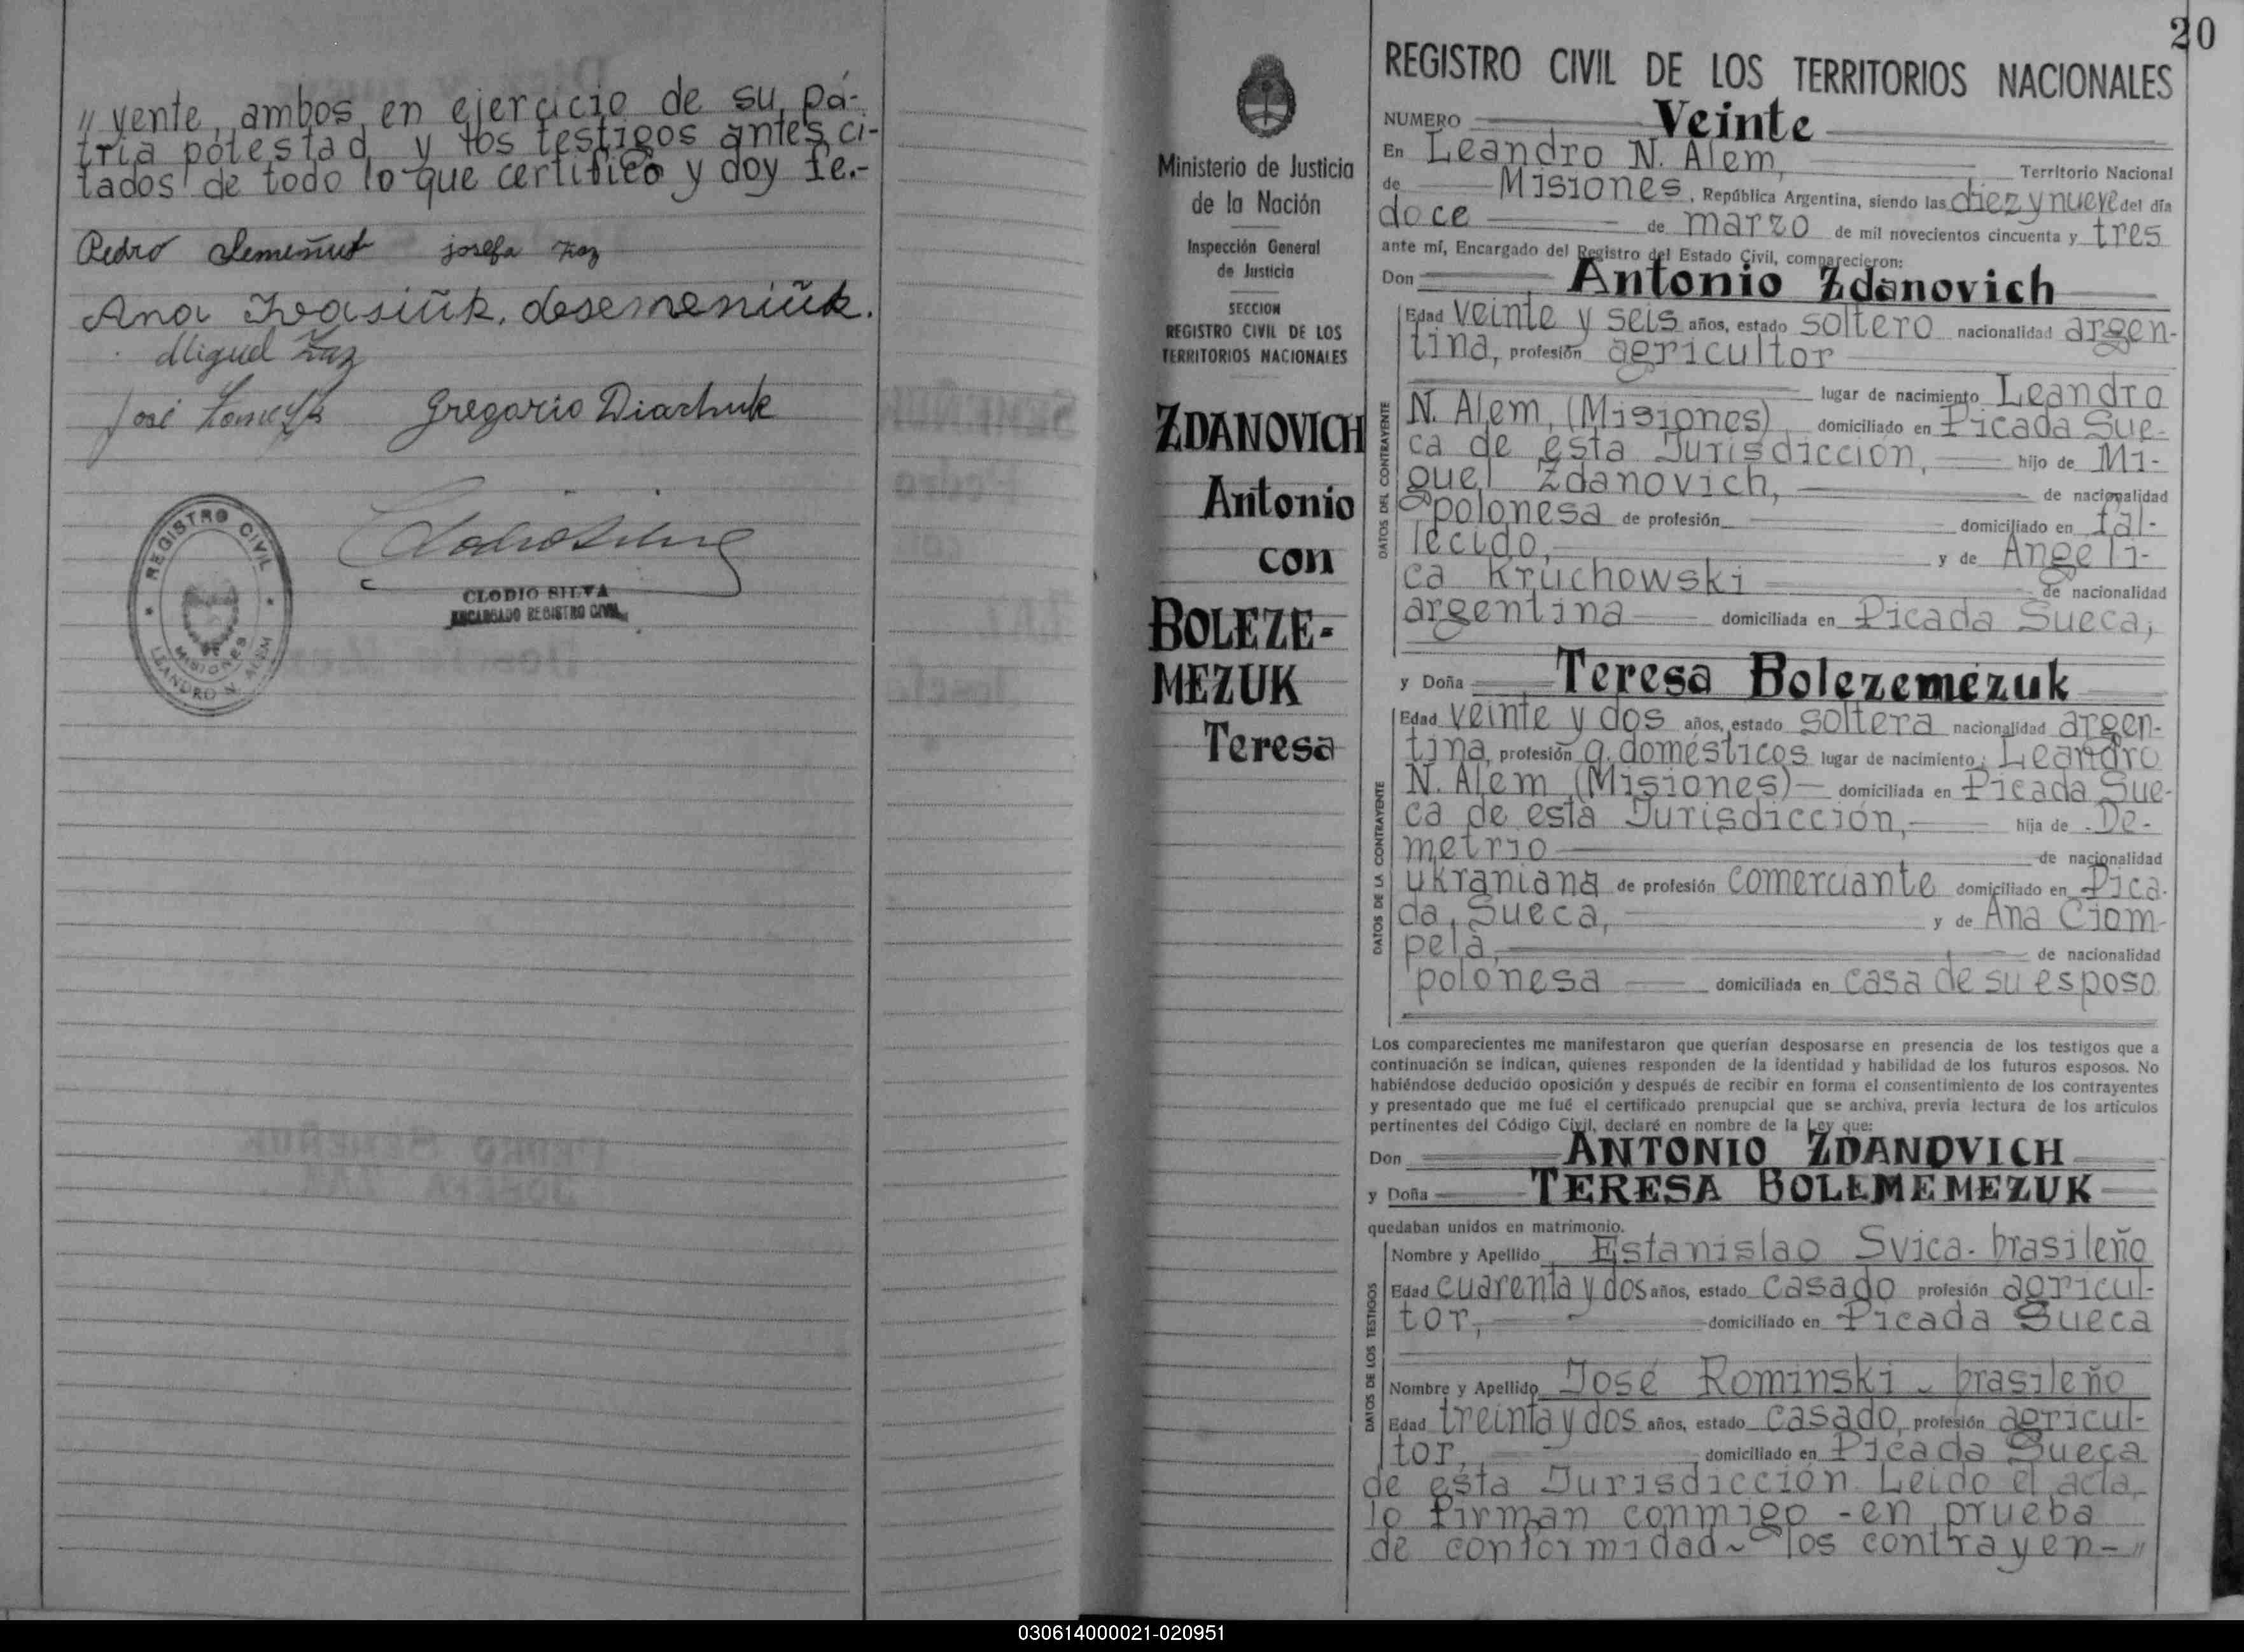 " yente, ambos en ejercicio de su pá-
tria potestad y los testigos antes ci-
tados de todo lo que certifico y doy fe.-
Pedro Semeñuk josefa Zaz
Ana Iwasiūk. desemeniūk.
Miguel Zaz
José Gregorio Diachuk
REGISTRO CIVIL
MISIONES
LEANDRO N. ALEM
CLODIO SILVA
ENCARGADO REGISTRO CIVIL
Ministerio de Justicia
de la Nación
Inspección General
de Justicia
SECCION
REGISTRO CIVIL DE LOS
TERRITORIOS NACIONALES
ZDANOVICH
Antonio
con
BOLEZE-
MEZUK
Teresa
20
REGISTRO CIVIL DE LOS TERRITORIOS NACIONALES
NUMERO Veinte
En Leandro N. Alem, Territorio Nacional
de Misiones, República Argentina, siendo las diez y nueve del día
doce de marzo de mil novecientos cincuenta y tres
ante mí, Encargado del Registro del Estado Civil, comparecieron:
Don Antonio Zdanovich
Edad veinte y seis años, estado soltero nacionalidad argen-
tina, profesión agricultor
lugar de nacimiento Leandro
N. Alem, (Misiones) domiciliado en Picada Sue-
ca de esta Jurisdicción, hijo de Mi-
guel Zdanovich, de nacionalidad
polonesa de profesión domiciliado en fal-
lecido, y de Angeli-
ca Kruchowski de nacionalidad
argentina domiciliada en Picada Sueca,
DATOS DEL CONTRAYENTE
y Doña Teresa Bolezemezuk
Edad veinte y dos años, estado soltera nacionalidad argen-
tina, profesión q. domésticos lugar de nacimiento Leandro
N. Alem (Misiones) domiciliada en Picada Sue-
ca de esta Jurisdicción, hija de De-
metrio de nacionalidad
ukraniana de profesión comerciante domiciliado en Pica-
da Sueca, y de Ana Ciom-
pela, de nacionalidad
polonesa domiciliada en casa de su esposo
DATOS DE LA CONTRAYENTE
Los comparecientes me manifestaron que querían desposarse en presencia de los testigos que a
continuación se indican, quienes responden de la identidad y habilidad de los futuros esposos. No
habiéndose deducido oposición y después de recibir en forma el consentimiento de los contrayentes
y presentado que me fué el certificado prenupcial que se archiva, previa lectura de los artículos
pertinentes del Código Civil, declaré en nombre de la Ley que:
Don ANTONIO ZDANOVICH
y Doña TERESA BOLEMEMEZUK
quedaban unidos en matrimonio.
Nombre y Apellido Estanislao Svica- brasileño
Edad cuarenta y dos años, estado casado profesión agricul-
tor, domiciliado en Picada Sueca
Nombre y Apellido José Rominski - brasileño
Edad treinta y dos años, estado casado, profesión agricul-
tor, domiciliado en Picada Sueca
DATOS DE LOS TESTIGOS
de esta Jurisdicción. Leido el acta,
lo firman conmigo -en prueba
de conformidad- los contrayen-"
030614000021-020951